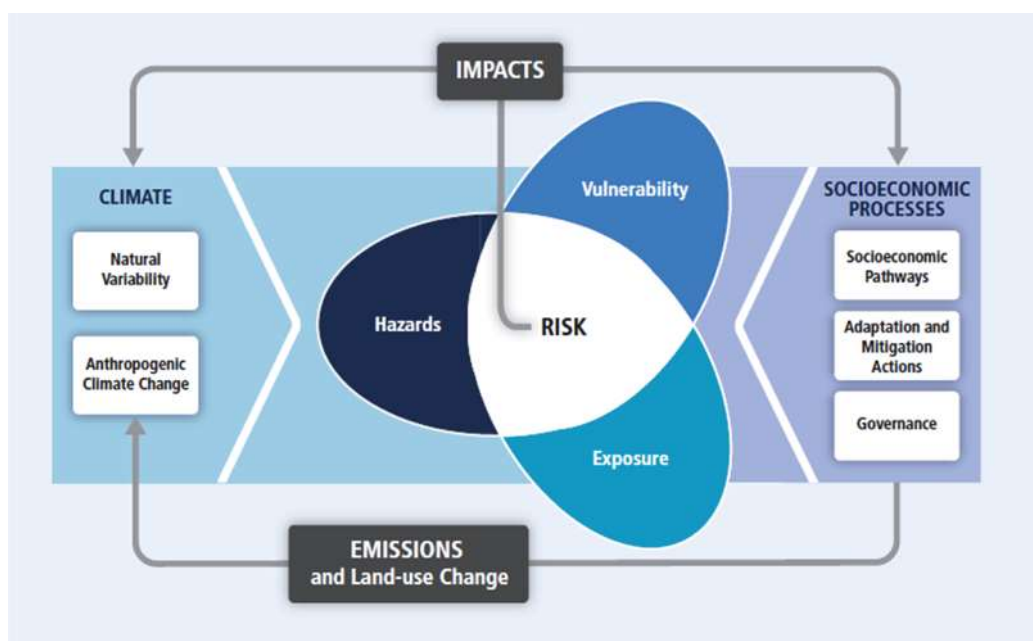 IMPACTS
CLIMATE
Natural
Variability
Anthropogenic
Climate Change
Vulnerability
Hazards
RISK
Exposure
SOCIOECONOMIC
PROCESSES
Socioeconomic
Pathways
Adaptation and
Mitigation
Actions
Governance
EMISSIONS
and Land-use Change